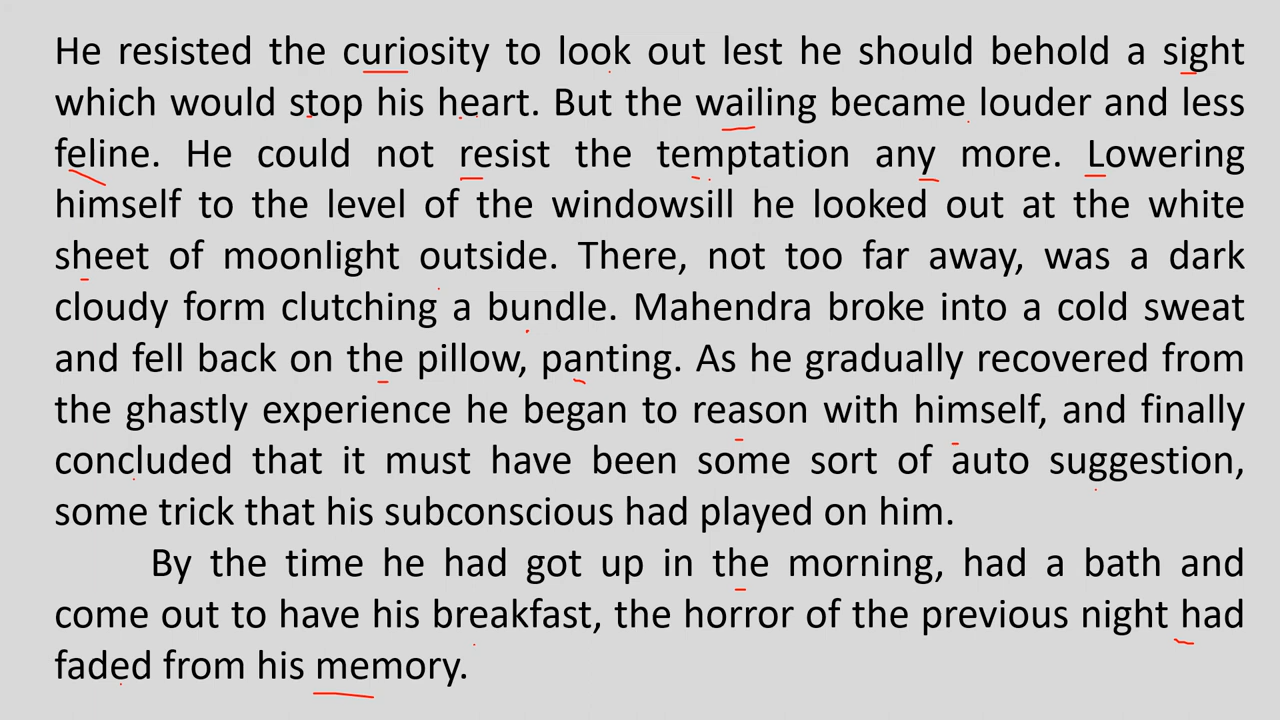 He resisted the curiosity to look out lest he should behold a sight
which would stop his heart. But the wailing became louder and less
feline. He could not resist the temptation any more. Lowering
himself to the level of the windowsill he looked out at the white
sheet of moonlight outside. There, not too far away, was a dark
cloudy form clutching a bundle. Mahendra broke into a cold sweat
and fell back on the pillow, panting. As he gradually recovered from
the ghastly experience he began to reason with himself, and finally
concluded that it must have been some sort of auto suggestion,
some trick that his subconscious had played on him.
By the time he had got up in the morning, had a bath and
come out to have his breakfast, the horror of the previous night had
faded from his memory.